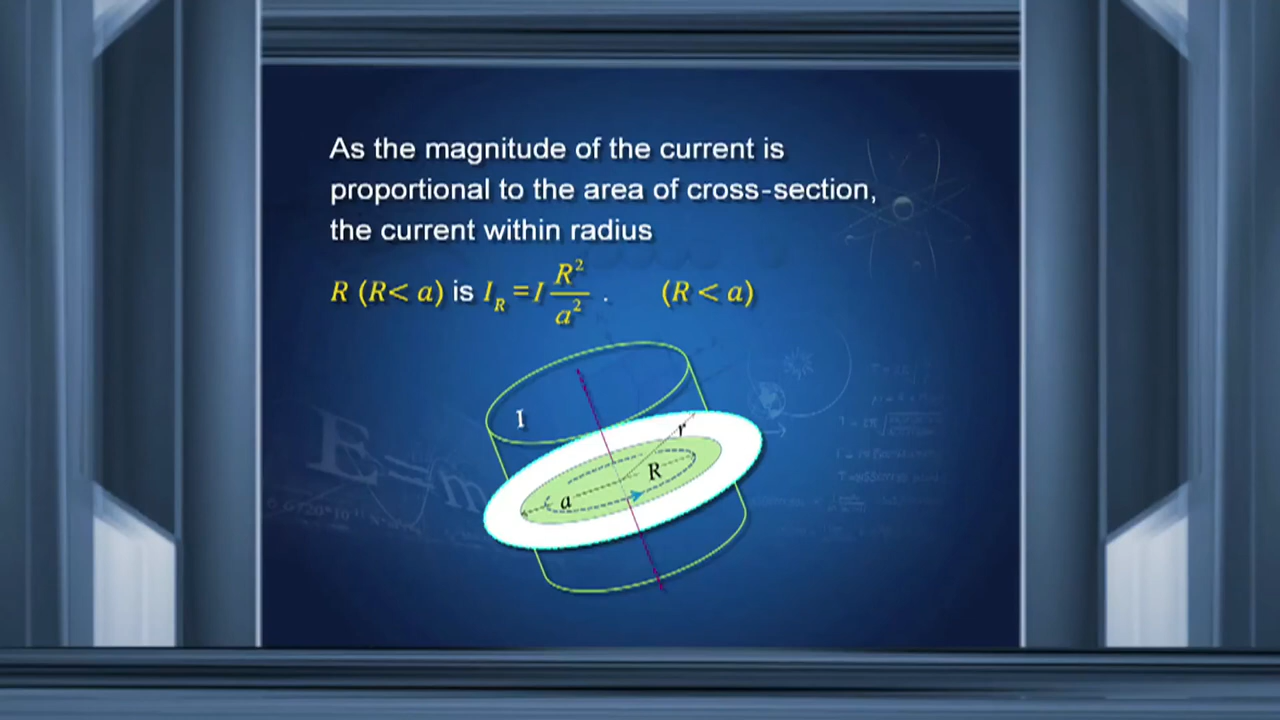 As the magnitude of the current is
proportional to the area of cross-section,
the current within radius
R (R< a) is I_R = I R²/a² . (R < a)
I
r
R
a
E=m